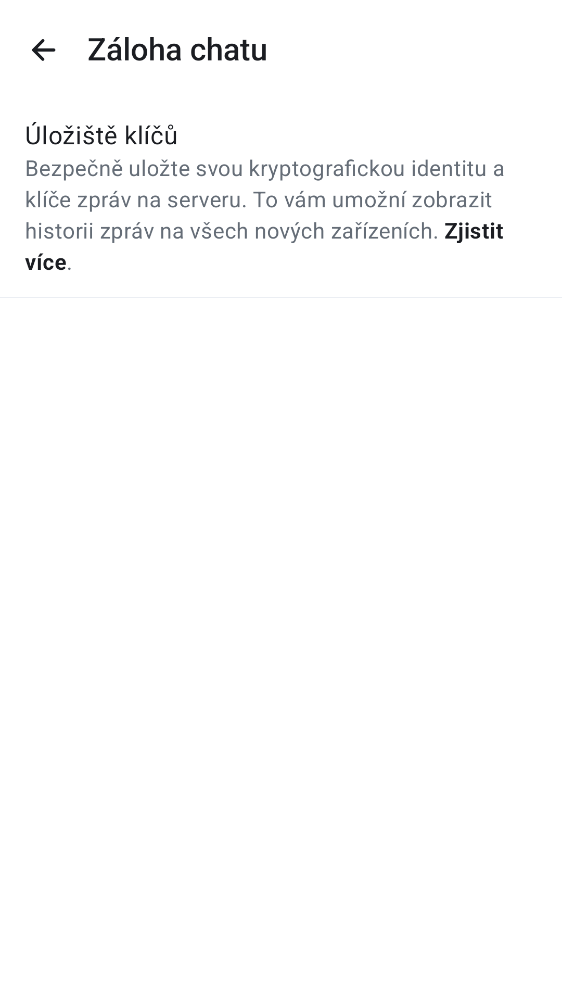 Záloha chatu
Úložiště klíčů
Bezpečně uložte svou kryptografickou identitu a
klíče zpráv na serveru. To vám umožní zobrazit
historii zpráv na všech nových zařízeních. Zjistit
více.